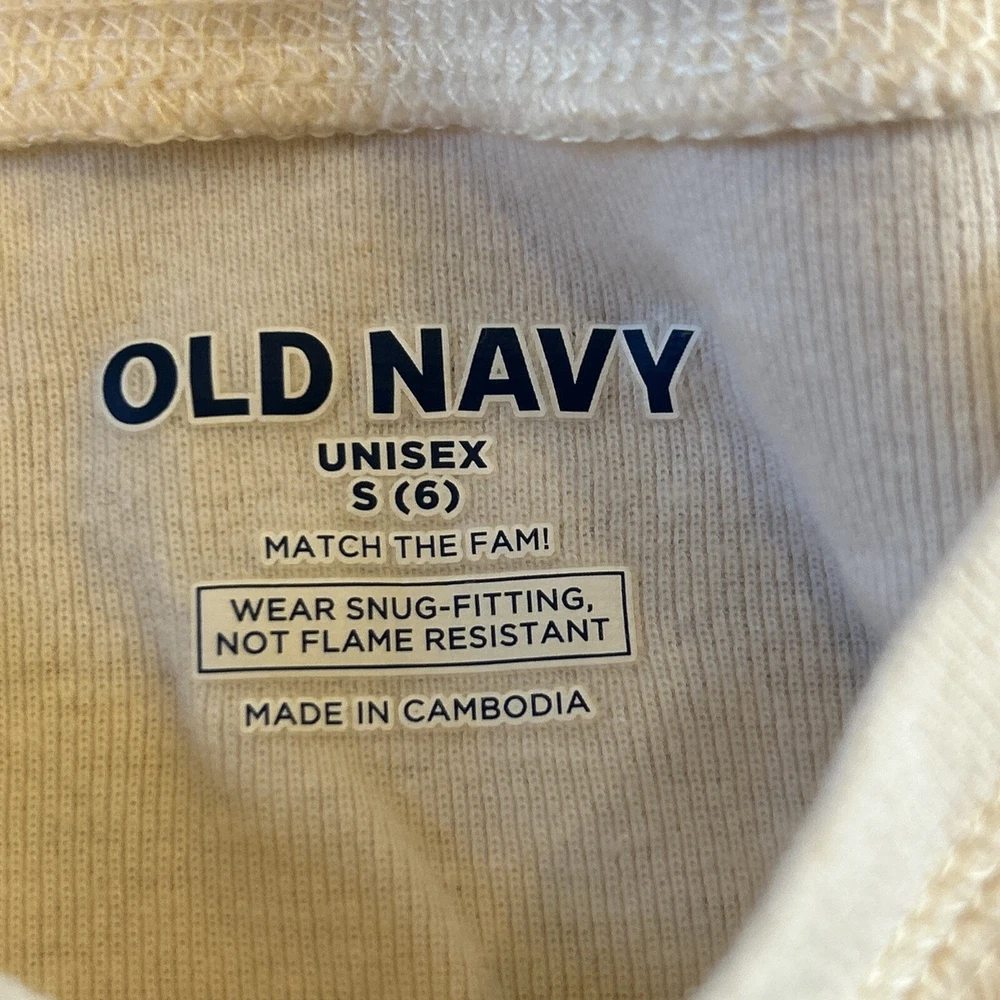 OLD NAVY
UNISEX
S (6)
MATCH THE FAM!
WEAR SNUG-FITTING,
NOT FLAME RESISTANT
MADE IN CAMBODIA